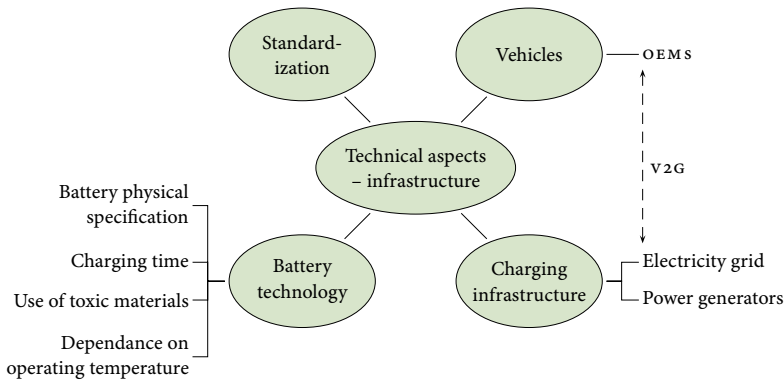 Standard-
ization
Vehicles
OEMS
Technical aspects
– infrastructure
V2G
Battery physical
specification
Charging time
Use of toxic materials
Dependance on
operating temperature
Battery
technology
Charging
infrastructure
Electricity grid
Power generators